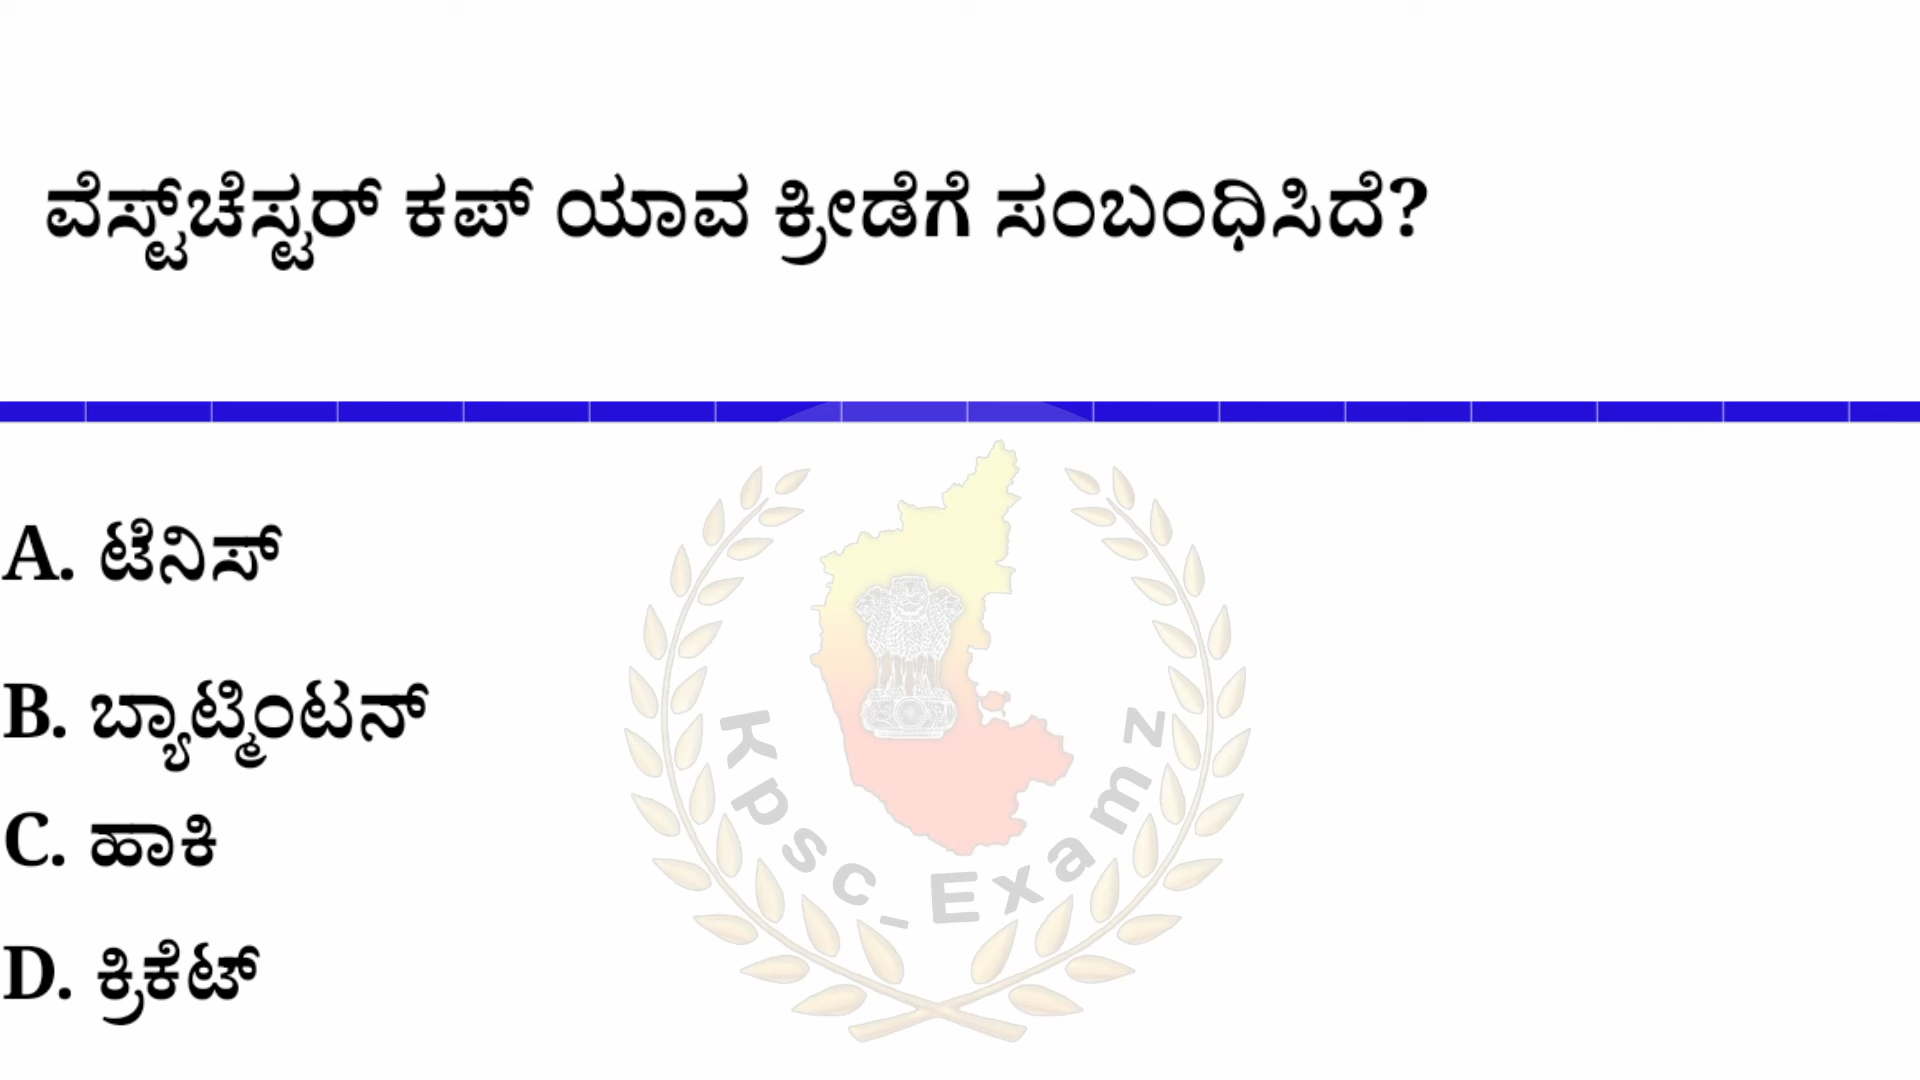 ವೆಸ್ಟ್‌ಚೆಸ್ಟರ್ ಕಪ್ ಯಾವ ಕ್ರೀಡೆಗೆ ಸಂಬಂಧಿಸಿದೆ?
A. ಟೆನಿಸ್
B. ಬ್ಯಾಟ್ಮಿಂಟನ್
C. ಹಾಕಿ
D. ಕ್ರಿಕೆಟ್
Kpsc_Examz